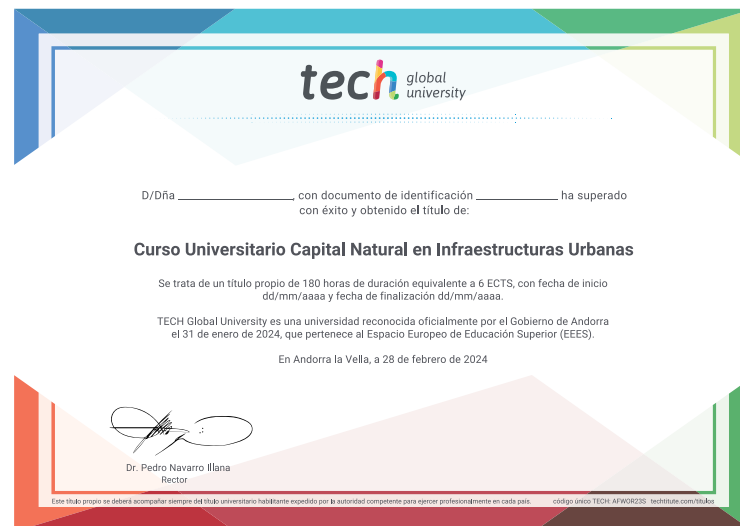 tech global university
D/Dña ____________________, con documento de identificación ______________ ha superado
con éxito y obtenido el título de:
Curso Universitario Capital Natural en Infraestructuras Urbanas
Se trata de un título propio de 180 horas de duración equivalente a 6 ECTS, con fecha de inicio
dd/mm/aaaa y fecha de finalización dd/mm/aaaa.
TECH Global University es una universidad reconocida oficialmente por el Gobierno de Andorra
el 31 de enero de 2024, que pertenece al Espacio Europeo de Educación Superior (EEES).
En Andorra la Vella, a 28 de febrero de 2024
Dr. Pedro Navarro Illana
Rector
Este título propio se deberá acompañar siempre del título universitario habilitante expedido por la autoridad competente para ejercer profesionalmente en cada país. código único TECH: AFWOR23S techtitute.com/titulos